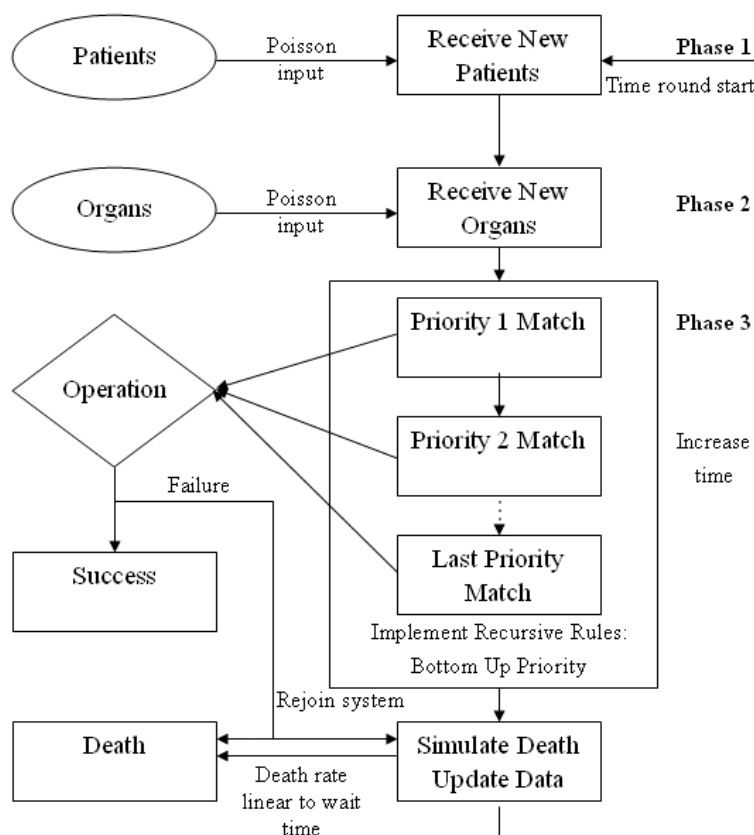 Patients
Poisson
input
Receive New
Patients
Phase 1
Time round start
Organs
Poisson
input
Receive New
Organs
Phase 2
Priority 1 Match
Phase 3
Operation
Priority 2 Match
Increase
time
Failure
Success
Last Priority
Match
Implement Recursive Rules:
Bottom Up Priority
Rejoin system
Death
Simulate Death
Update Data
Death rate
linear to wait
time